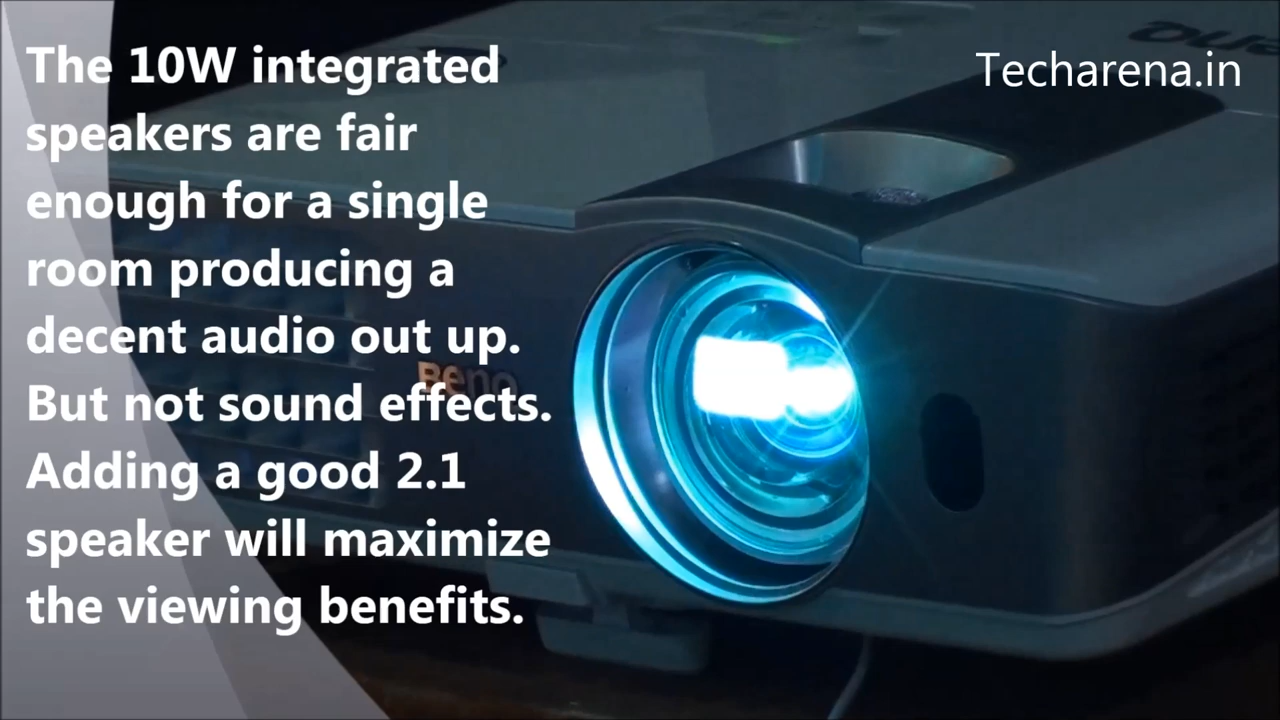 The 10W integrated
speakers are fair
enough for a single
room producing a
decent audio out up.
But not sound effects.
Adding a good 2.1
speaker will maximize
the viewing benefits.
Techarena.in
BenQ